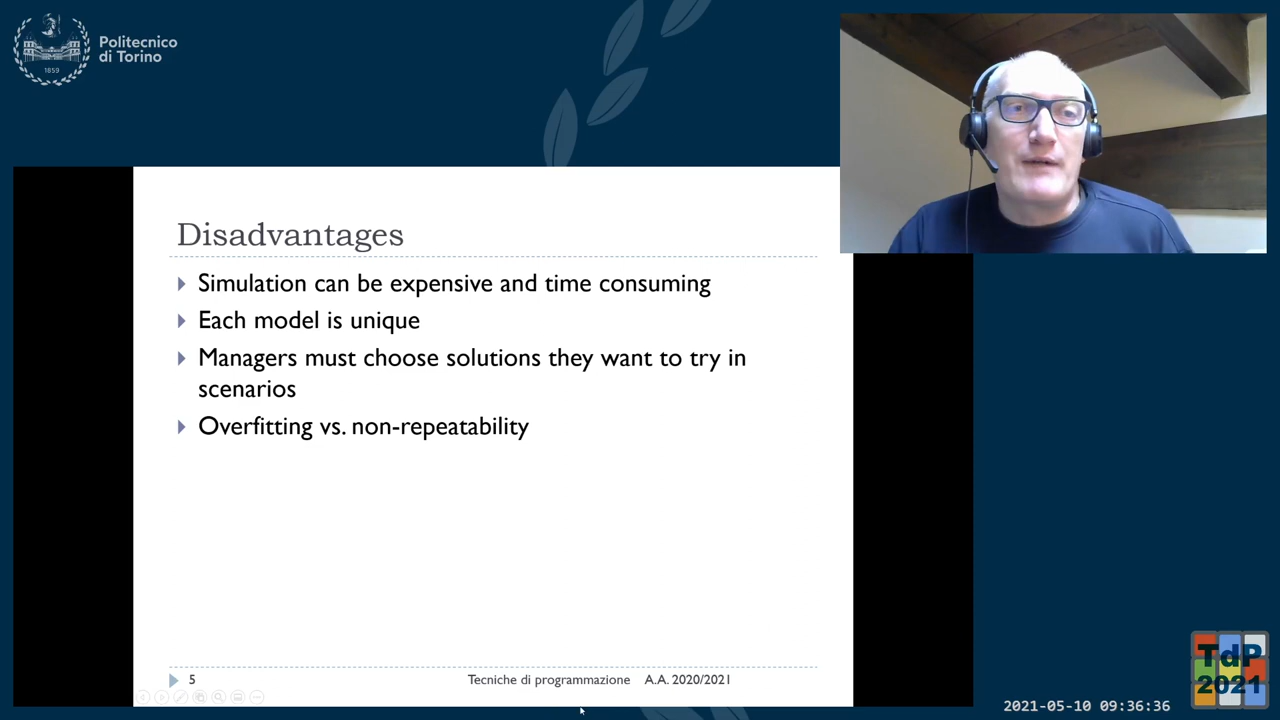 Politecnico
di Torino
1859
Disadvantages
Simulation can be expensive and time consuming
Each model is unique
Managers must choose solutions they want to try in
scenarios
Overfitting vs. non-repeatability
5
Tecniche di programmazione A.A. 2020/2021
TdP
2021
2021-05-10 09:36:36